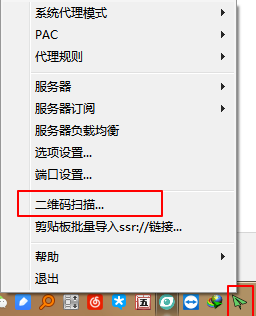 系统代理模式
PAC
代理规则
服务器
服务器订阅
服务器负载均衡
选项设置...
端口设置...
二维码扫描...
剪贴板批量导入ssr://链接...
帮助
退出
五